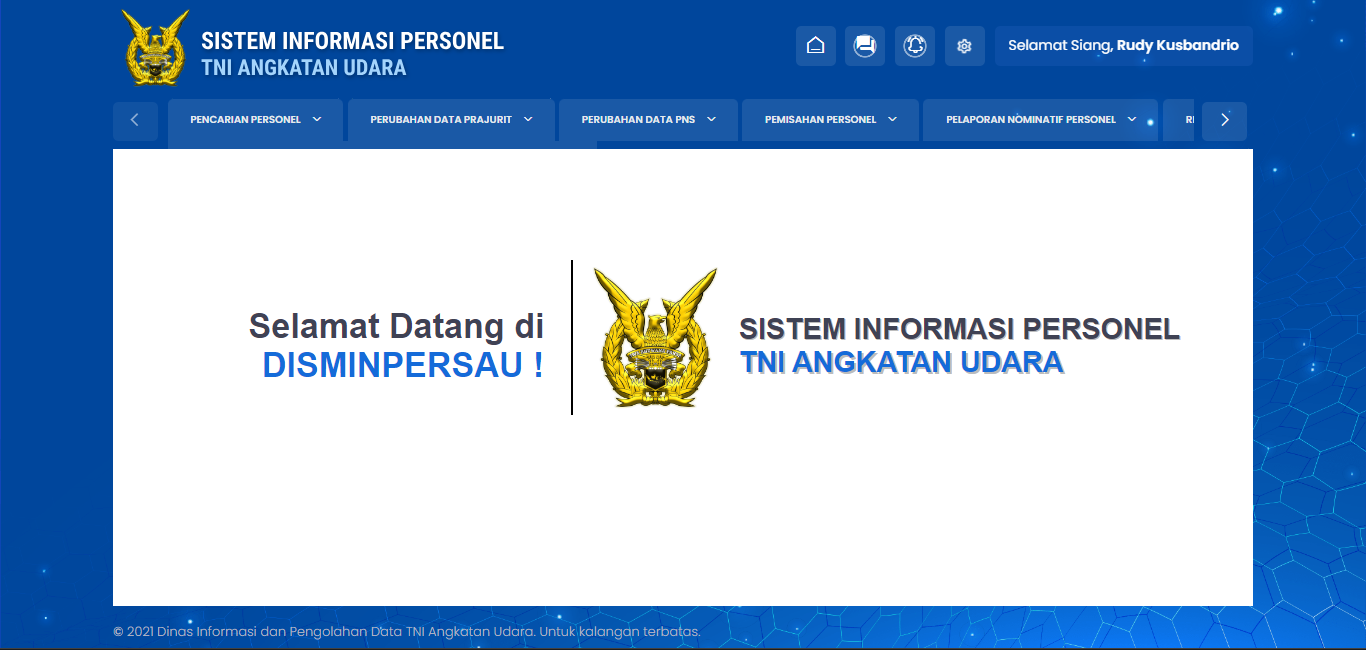 SISTEM INFORMASI PERSONEL
TNI ANGKATAN UDARA
Selamat Siang, Rudy Kusbandrio
PENCARIAN PERSONEL
PERUBAHAN DATA PRAJURIT
PERUBAHAN DATA PNS
PEMISAHAN PERSONEL
PELAPORAN NOMINATIF PERSONEL
Selamat Datang di
DISMINPERSAU !
SISTEM INFORMASI PERSONEL
TNI ANGKATAN UDARA
© 2021 Dinas Informasi dan Pengolahan Data TNI Angkatan Udara. Untuk kalangan terbatas.